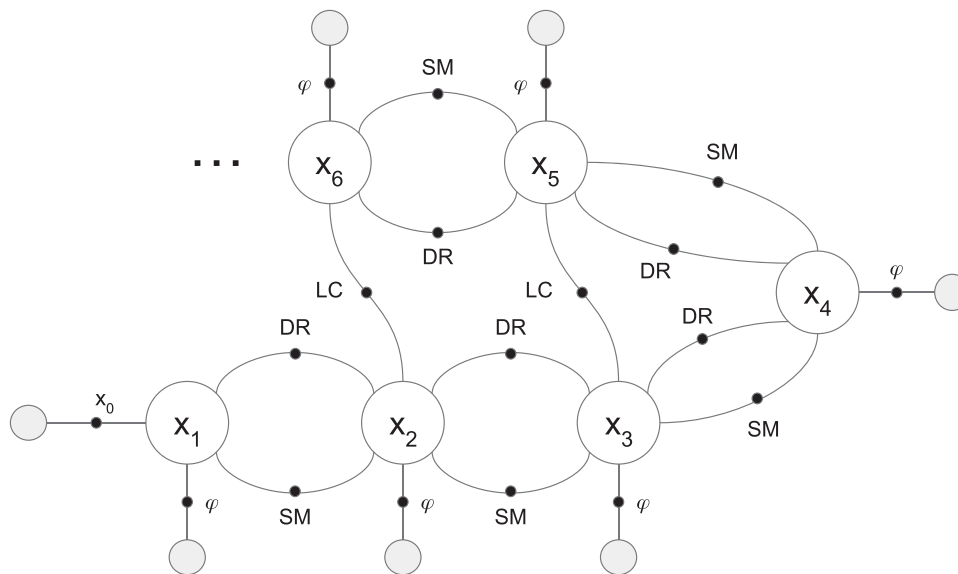 SM
φ
φ
SM
. . .
x6
x5
DR
DR
φ
LC
LC
x4
DR
DR
DR
x0
x1
x2
x3
SM
φ
φ
φ
SM
SM